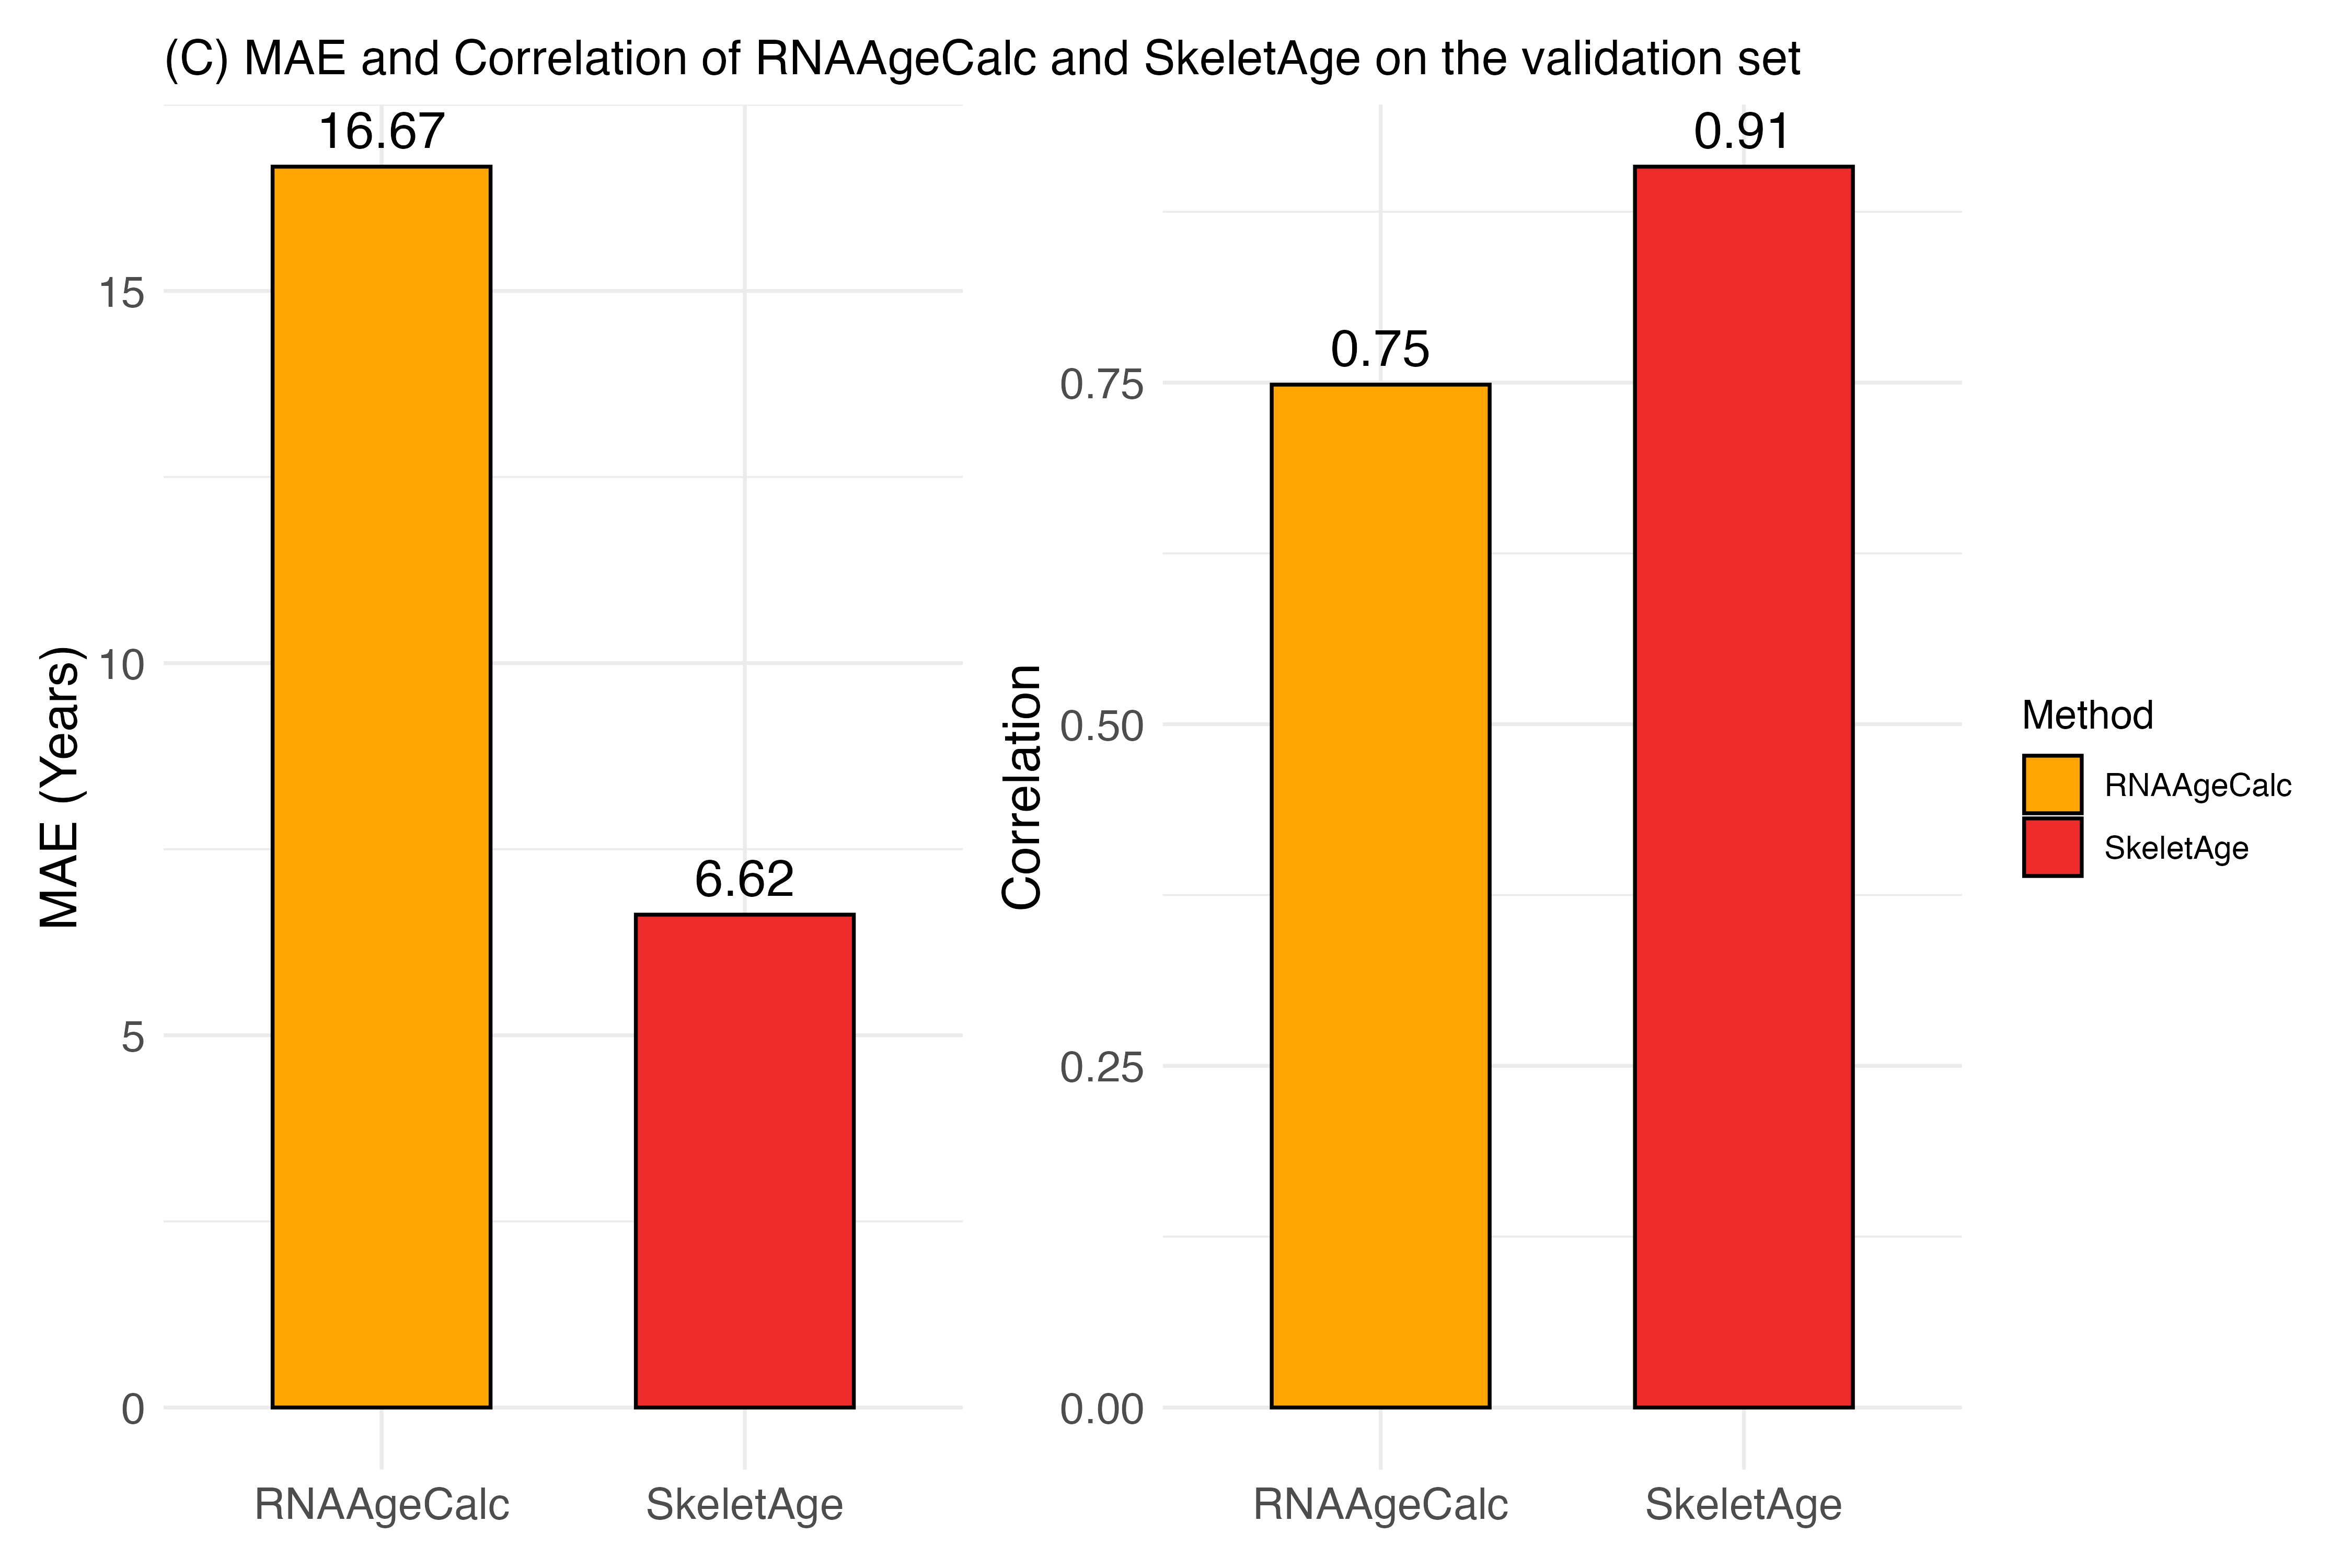 (C) MAE and Correlation of RNAAgeCalc and SkeletAge on the validation set
MAE (Years)
15
10
5
0
16.67
6.62
RNAAgeCalc
SkeletAge
Correlation
0.75
0.50
0.25
0.00
0.75
0.91
RNAAgeCalc
SkeletAge
Method
RNAAgeCalc
SkeletAge